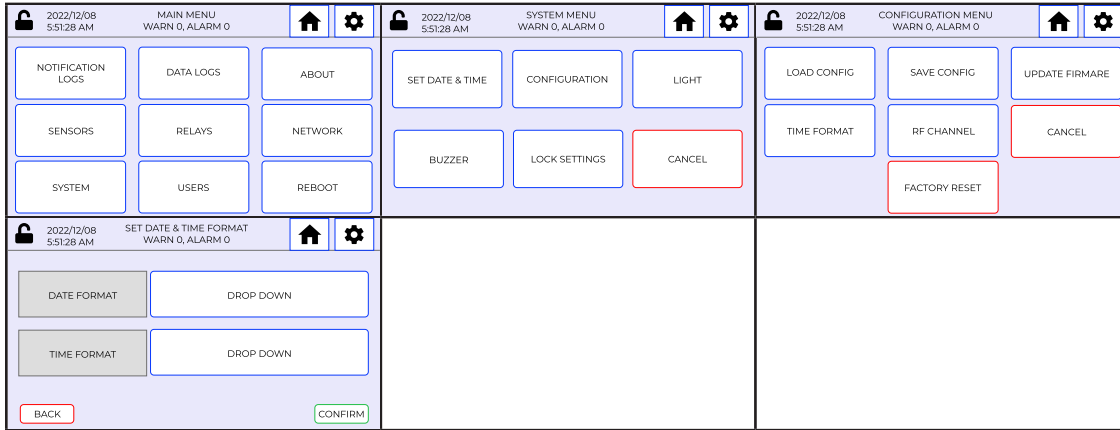 2022/12/08
5:51:28 AM
MAIN MENU
WARN 0, ALARM 0
NOTIFICATION
LOGS
DATA LOGS
ABOUT
SENSORS
RELAYS
NETWORK
SYSTEM
USERS
REBOOT
2022/12/08
5:51:28 AM
SYSTEM MENU
WARN 0, ALARM 0
SET DATE & TIME
CONFIGURATION
LIGHT
BUZZER
LOCK SETTINGS
CANCEL
2022/12/08
5:51:28 AM
CONFIGURATION MENU
WARN 0, ALARM 0
LOAD CONFIG
SAVE CONFIG
UPDATE FIRMARE
TIME FORMAT
RF CHANNEL
CANCEL
FACTORY RESET
2022/12/08
5:51:28 AM
SET DATE & TIME FORMAT
WARN 0, ALARM 0
DATE FORMAT
DROP DOWN
TIME FORMAT
DROP DOWN
BACK
CONFIRM